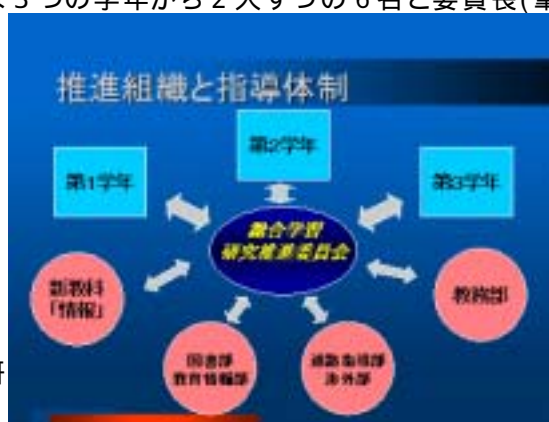 は3つの学年から2人ずつの6名と委員長(筆
推進組織と指導体制
第2学年
第1学年
第3学年
総合学習
研究推進委員会
新教科
「情報」
教務部
図書部
教育情報部
進路指導部
渉外部
研